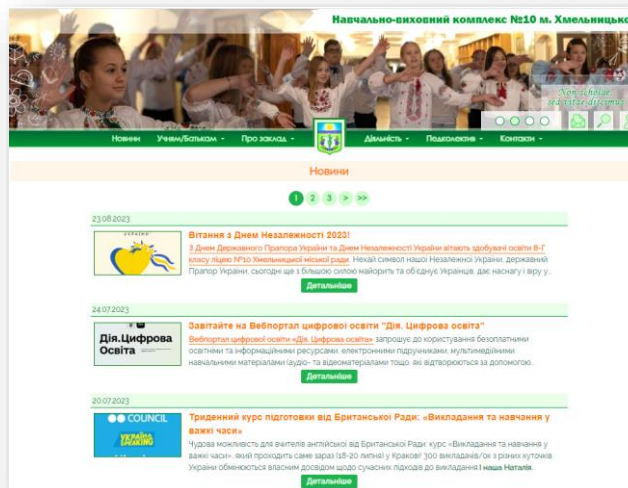 Навчально-виховний комплекс №10 м. Хмельницько
Non scholae,
sed vitae discimus
Новини
Учням/Батькам
Про заклад
Діяльність
Педколектив
Контакти
Новини
1 2 3 > >>
23.08.2023
Вітання з Днем Незалежності 2023!
З Днем Державного Прапора України та Днем Незалежності України вітають здобувачі освіти 8-Г
класу ліцею №10 Хмельницької міської ради. Нехай символ нашої Незалежної України, державний
Прапор України, сьогодні ще з більшою силою майорить та об'єднує Українців, дає наснагу і віру у..
Детальніше
24.07.2023
Дія.Цифрова
Освіта
Завітайте на Вебпортал цифрової освіти "Дія. Цифрова освіта"
Вебпортал цифрової освіти «Дія. Цифрова освіта» запрошує до користування безоплатними
освітніми та інформаційними ресурсами, електронними підручниками, мультимедійними
навчальними матеріалами (аудіо- та відеоматеріалами тощо, які відтворюються за допомогою..
Детальніше
20.07.2023
COUNCIL
УКРАЇНА
SPEAKING
Триденний курс підготовки від Британської Ради: «Викладання та навчання у
важкі часи»
Чудова можливість для вчителів англійської від Британської Ради: курс «Викладання та навчання у
важкі часи», який проходить саме зараз (18-20 липня) у Кракові! 300 викладачів/ок з різних куточків
України обмінюються власним досвідом щодо сучасних підходів до викладання і наша Наталія.
Детальніше